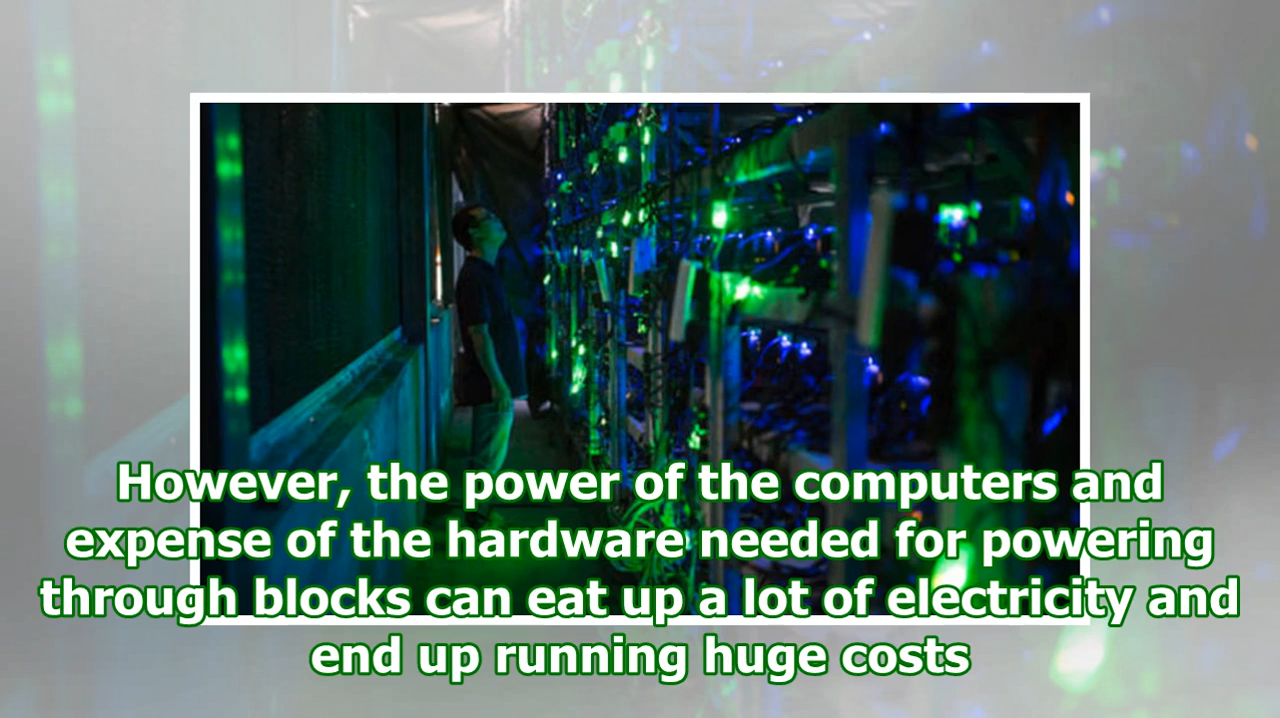 However, the power of the computers and
expense of the hardware needed for powering
through blocks can eat up a lot of electricity and
end up running huge costs